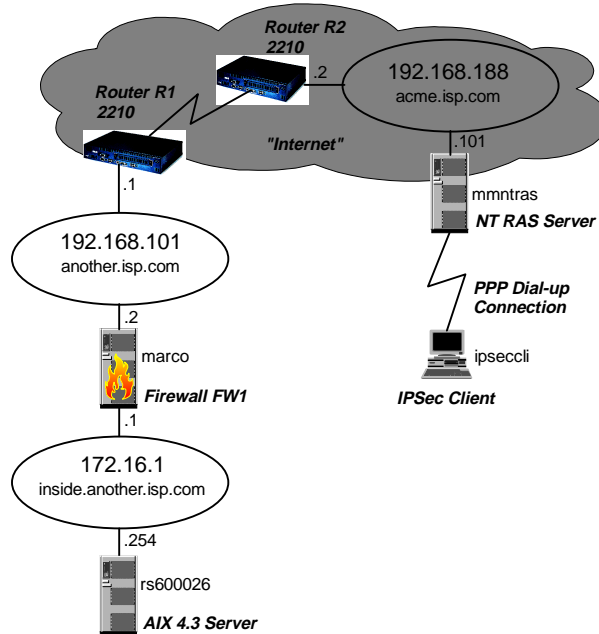 Router R2
2210
.2
192.168.188
acme.isp.com
Router R1
2210
"Internet"
.101
.1
mmntras
NT RAS Server
192.168.101
another.isp.com
PPP Dial-up
Connection
.2
marco
ipseccli
Firewall FW1
IPSec Client
.1
172.16.1
inside.another.isp.com
.254
rs600026
AIX 4.3 Server